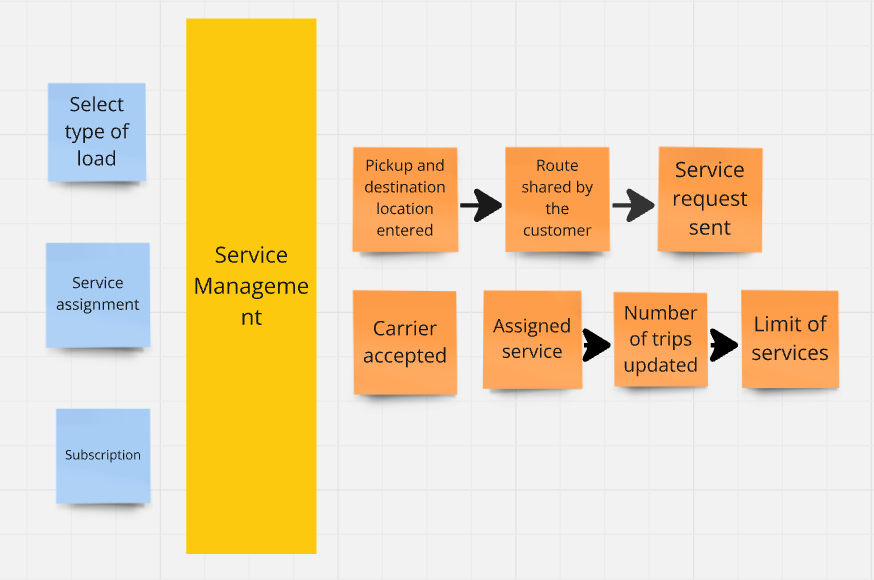 Select
type of
load
Service
assignment
Subscription
Service
Manageme
nt
Pickup and
destination
location
entered
Route
shared by
the
customer
Service
request
sent
Carrier
accepted
Assigned
service
Number
of trips
updated
Limit of
services